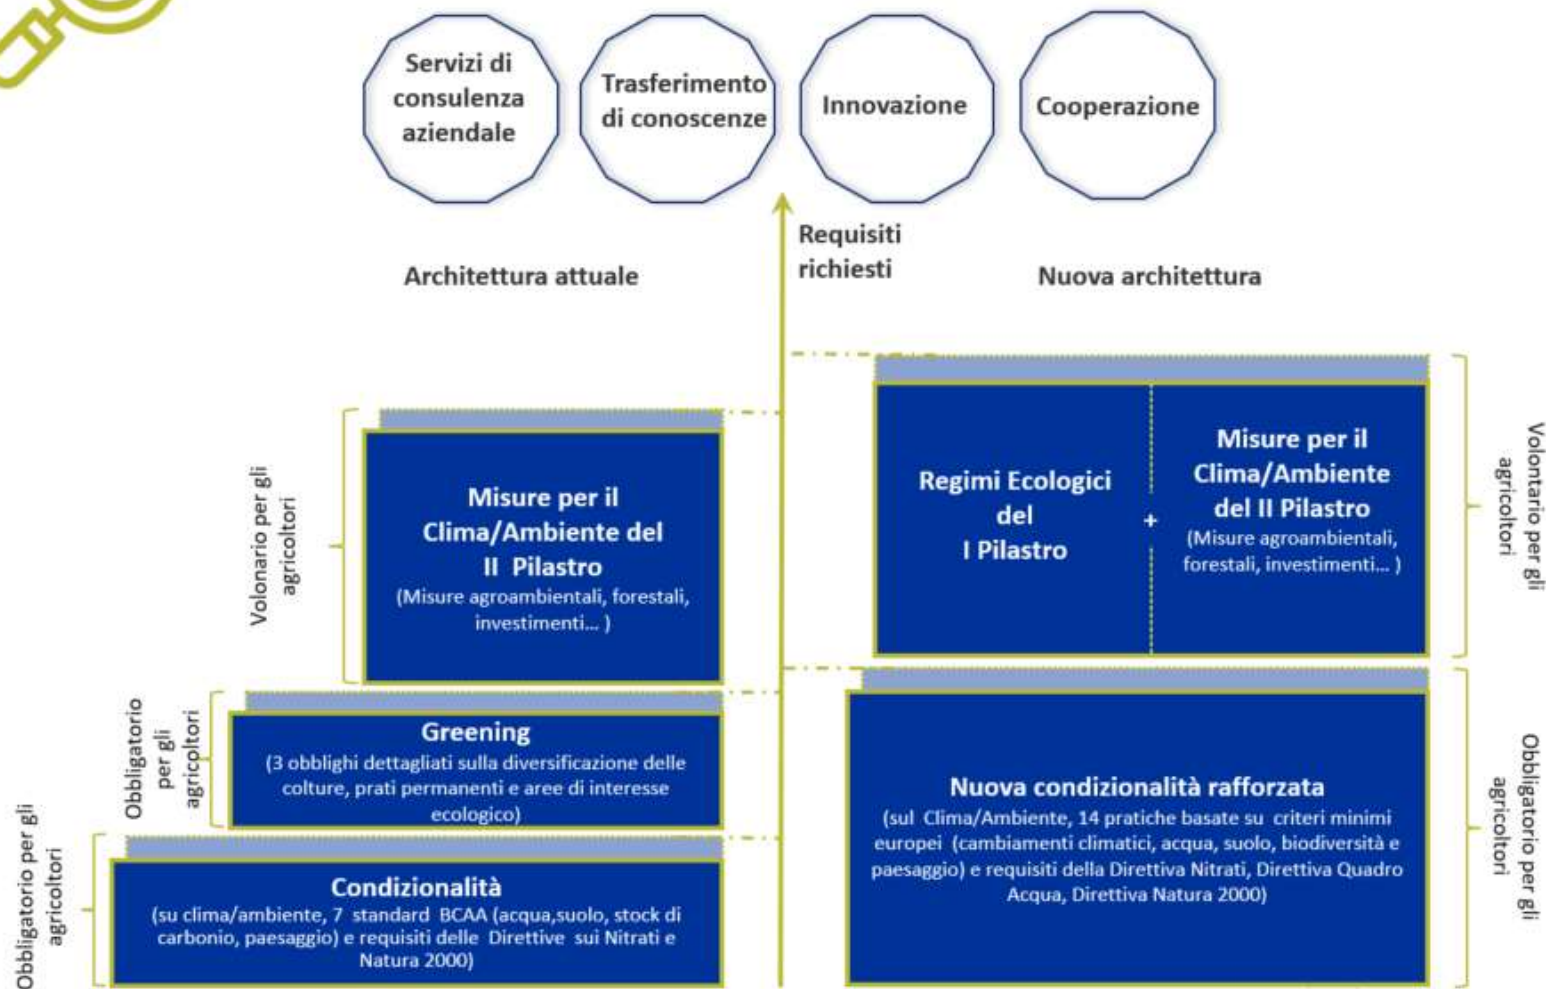 Servizi di
consulenza
aziendale
Trasferimento
di conoscenze
Innovazione
Cooperazione
Requisiti
richiesti
Architettura attuale
Nuova architettura
Volonario per gli
agricoltori
Misure per il
Clima/Ambiente del
II Pilastro
(Misure agroambientali, forestali,
investimenti... )
Obbligatorio
per gli
agricoltori
Greening
(3 obblighi dettagliati sulla diversificazione delle
colture, prati permanenti e aree di interesse
ecologico)
Obbligatorio per gli
agricoltori
Condizionalità
(su clima/ambiente, 7 standard BCAA (acqua,suolo, stock di
carbonio, paesaggio) e requisiti delle Direttive sui Nitrati e
Natura 2000)
Regimi Ecologici
del
I Pilastro
+
Misure per il
Clima/Ambiente
del II Pilastro
(Misure agroambientali,
forestali, investimenti... )
Volontario per gli
agricoltori
Nuova condizionalità rafforzata
(sul Clima/Ambiente, 14 pratiche basate su criteri minimi
europei (cambiamenti climatici, acqua, suolo, biodiversità e
paesaggio) e requisiti della Direttiva Nitrati, Direttiva Quadro
Acqua, Direttiva Natura 2000)
Obbligatorio per gli
agricoltori